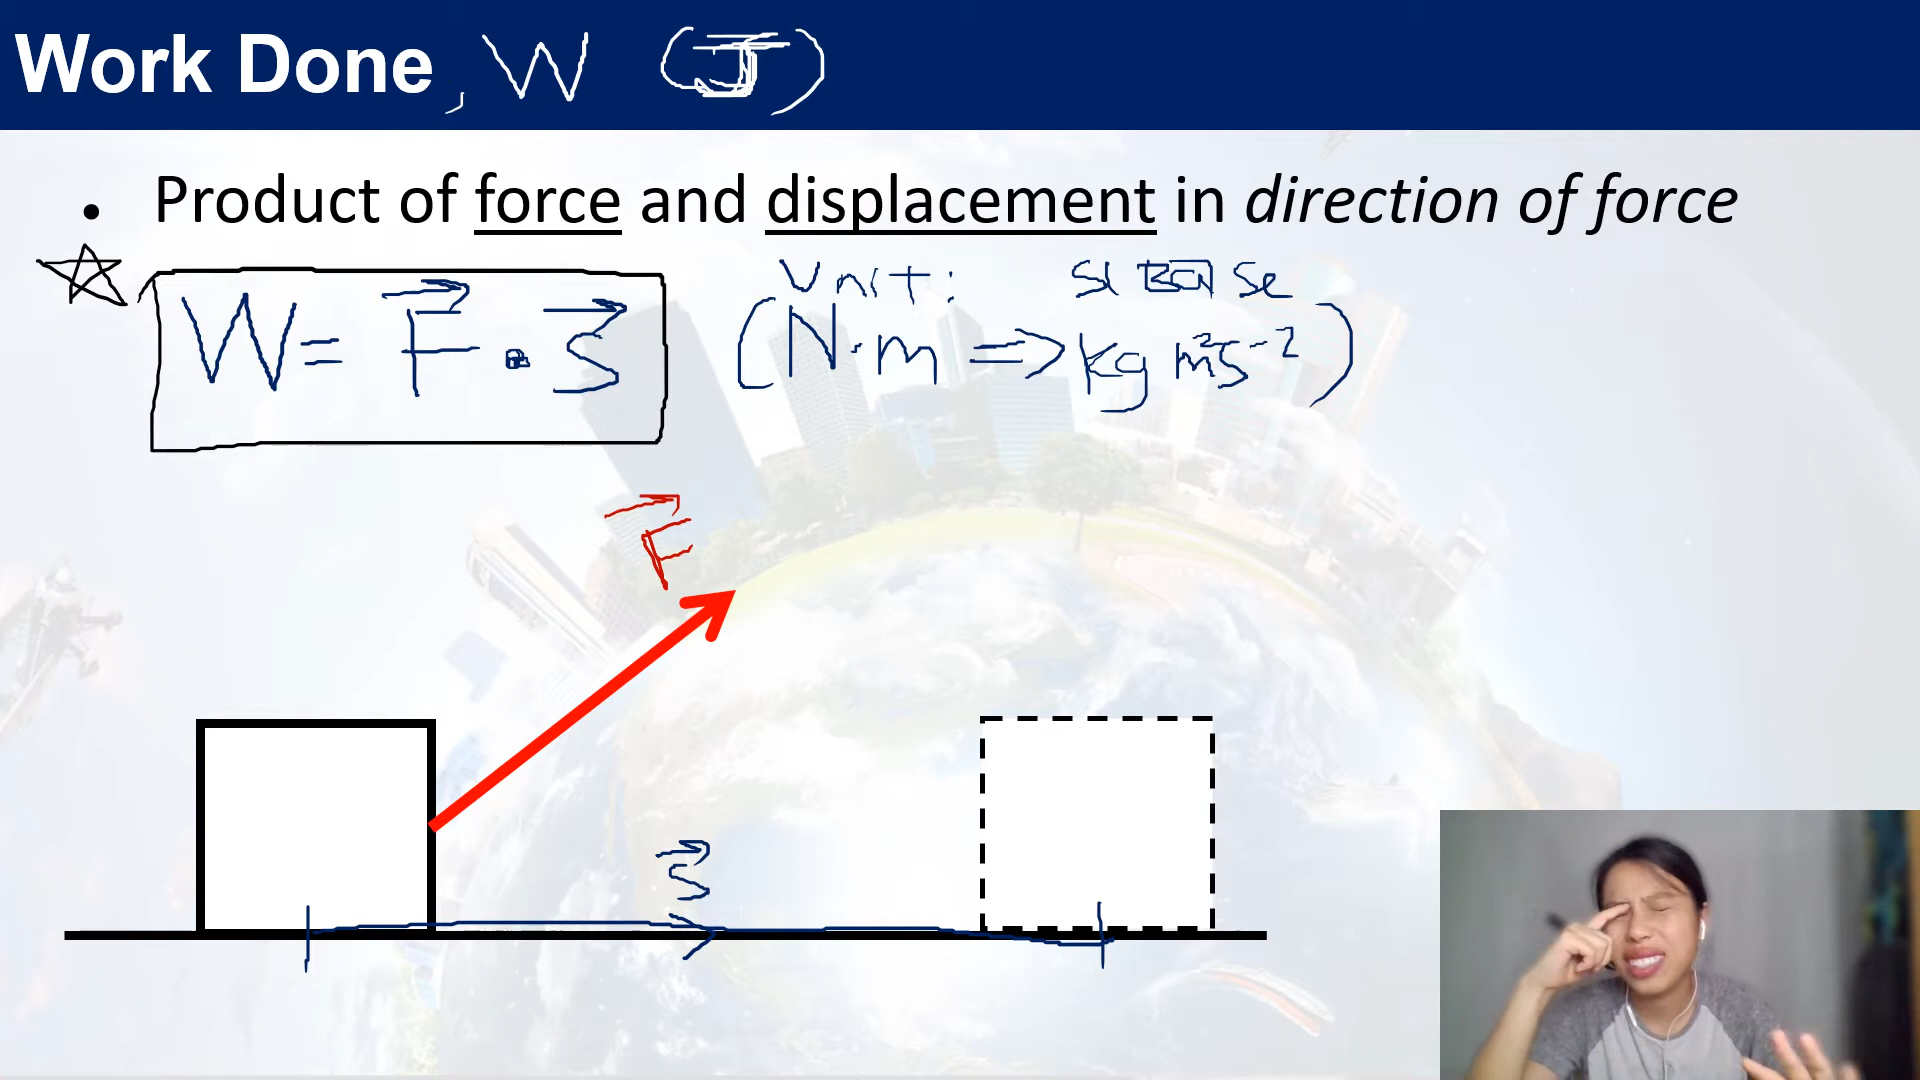 Work Done, W (J)
• Product of force and displacement in direction of force
Unit: SI Base
W = F⃗ • s⃗ (N·m => kg m²s⁻²)
F⃗
s⃗